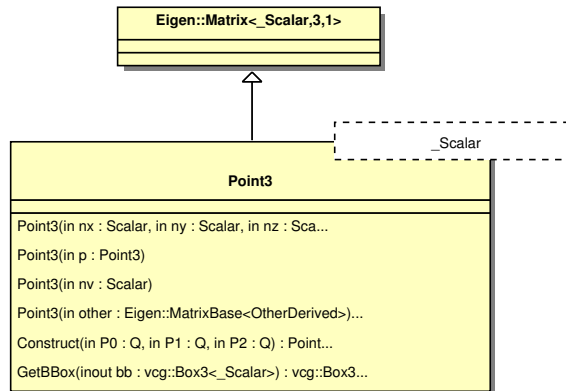 Eigen::Matrix<_Scalar,3,1>
_Scalar
Point3
Point3(in nx : Scalar, in ny : Scalar, in nz : Sca...
Point3(in p : Point3)
Point3(in nv : Scalar)
Point3(in other : Eigen::MatrixBase<OtherDerived>)...
Construct(in P0 : Q, in P1 : Q, in P2 : Q) : Point...
GetBBox(inout bb : vcg::Box3<_Scalar>) : vcg::Box3...